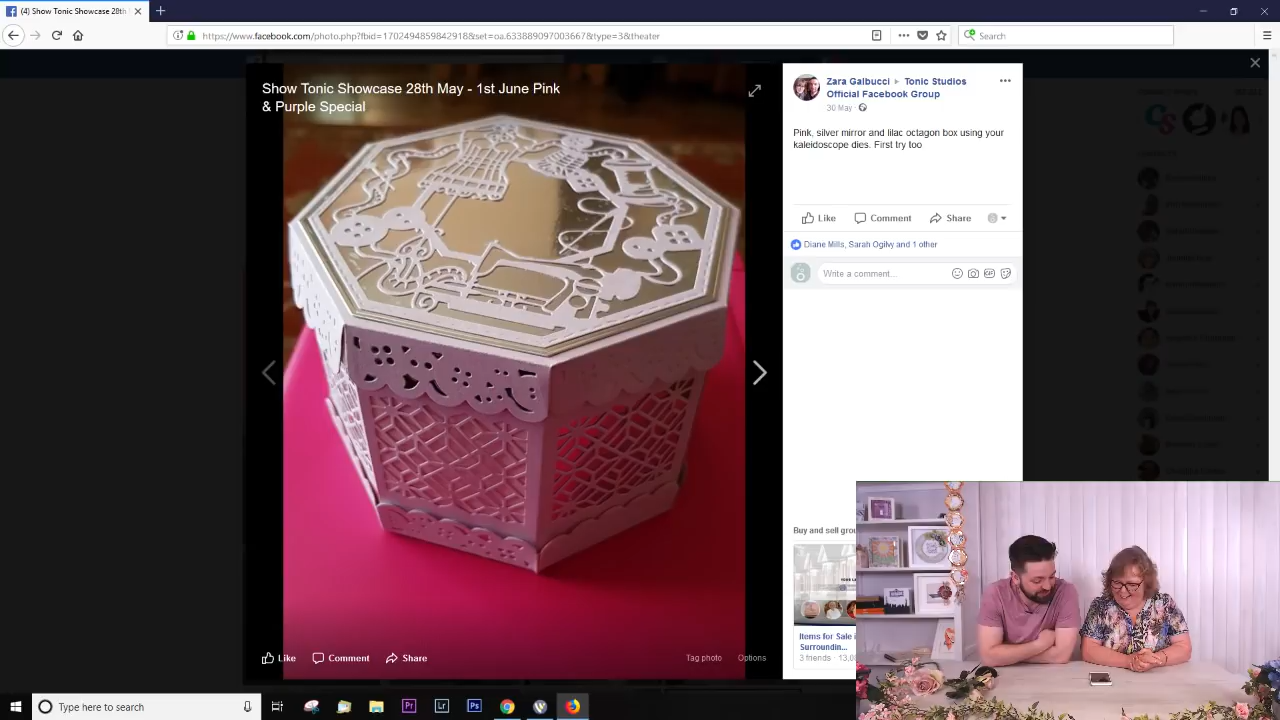 (4) Show Tonic Showcase 28th
https://www.facebook.com/photo.php?fbid=1702494859842918&set=oa.633889097003667&type=3&theater
Search
Show Tonic Showcase 28th May - 1st June Pink
& Purple Special
Zara Galbucci ▸ Tonic Studios
Official Facebook Group
30 May ·
Pink, silver mirror and lilac octagon box using your
kaleidoscope dies. First try too
Like Comment Share
Diane Mills, Sarah Ogilvy and 1 other
Write a comment...
GIF
Buy and sell
Items for Sale
Surroundin...
3 friends ·
Like Comment Share
Tag photo Options
Type here to search
Pr Lr Ps